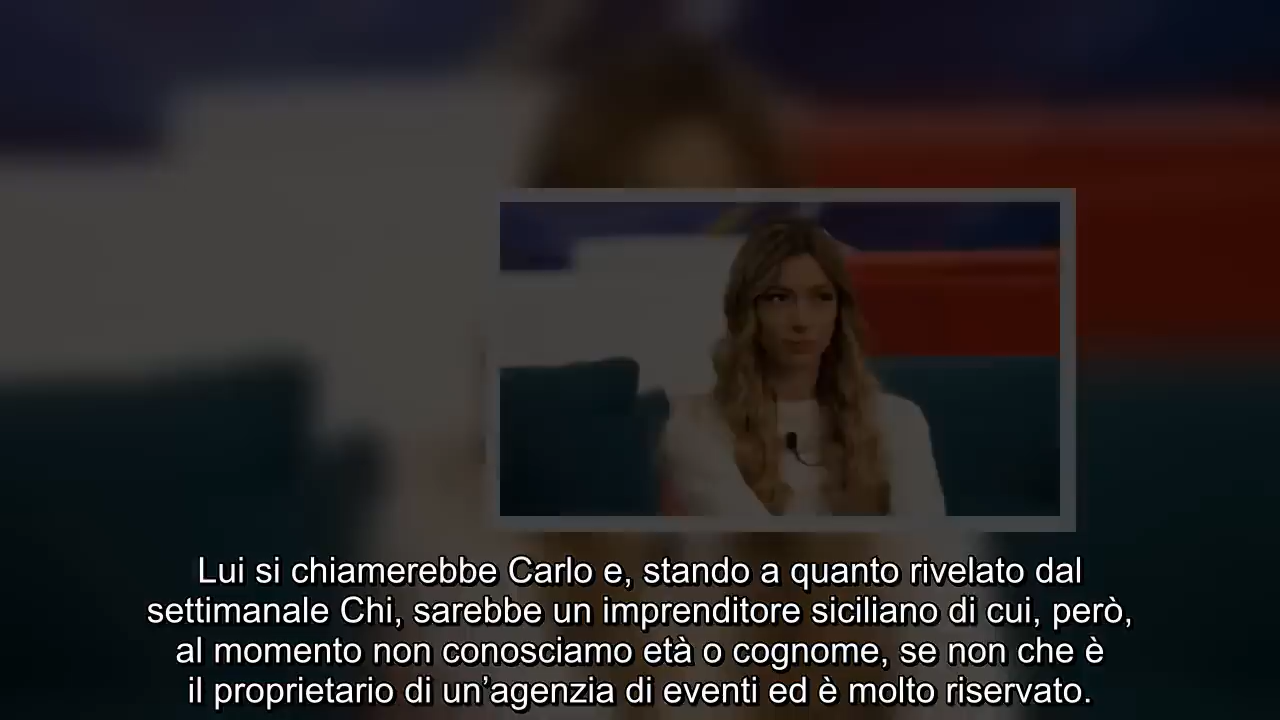 Lui si chiamerebbe Carlo e, stando a quanto rivelato dal
settimanale Chi, sarebbe un imprenditore siciliano di cui, però,
al momento non conosciamo età o cognome, se non che è
il proprietario di un’agenzia di eventi ed è molto riservato.